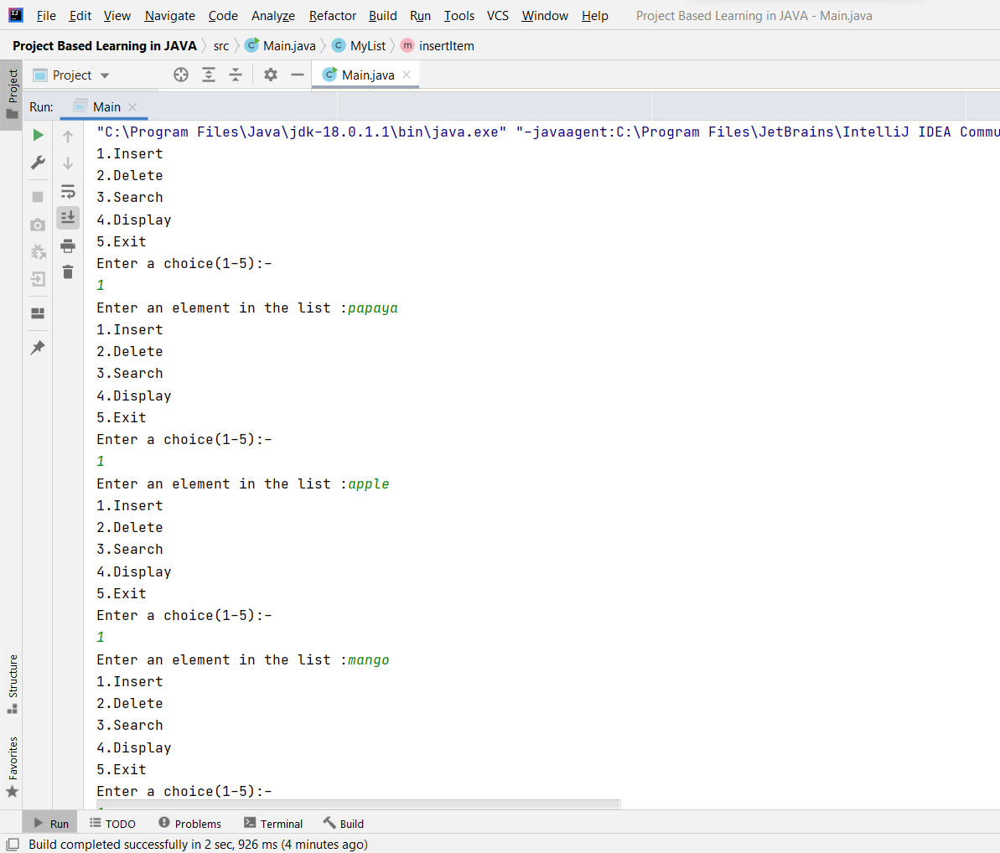 File Edit View Navigate Code Analyze Refactor Build Run Tools VCS Window Help Project Based Learning in JAVA - Main.java
Project Based Learning in JAVA src Main.java MyList insertItem
Project Main.java
Project
Run: Main
"C:\Program Files\Java\jdk-18.0.1.1\bin\java.exe" "-javaagent:C:\Program Files\JetBrains\IntelliJ IDEA Commu
1.Insert
2.Delete
3.Search
4.Display
5.Exit
Enter a choice(1-5):-
1
Enter an element in the list :papaya
1.Insert
2.Delete
3.Search
4.Display
5.Exit
Enter a choice(1-5):-
1
Enter an element in the list :apple
1.Insert
2.Delete
3.Search
4.Display
5.Exit
Enter a choice(1-5):-
1
Enter an element in the list :mango
1.Insert
2.Delete
3.Search
4.Display
5.Exit
Enter a choice(1-5):-
Structure
Favorites
Run TODO Problems Terminal Build
Build completed successfully in 2 sec, 926 ms (4 minutes ago)